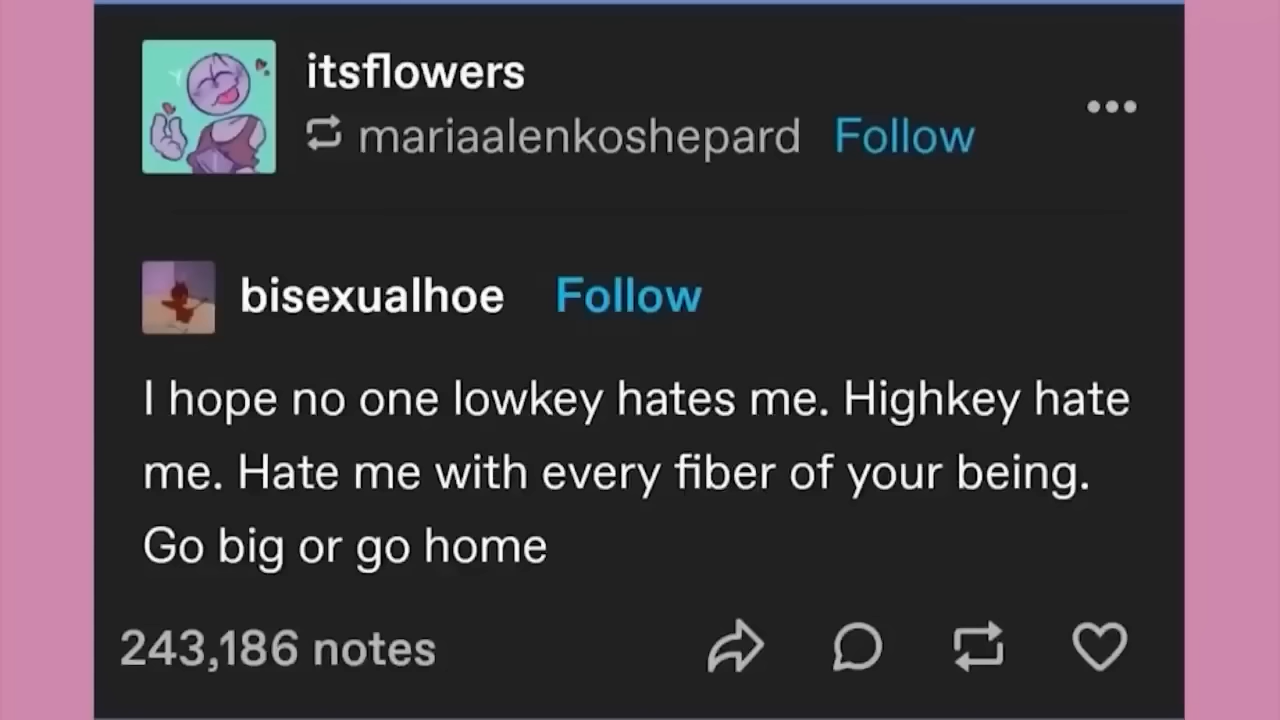 itsflowers
mariaalenkoshepard Follow
bisexualhoe Follow
I hope no one lowkey hates me. Highkey hate
me. Hate me with every fiber of your being.
Go big or go home
243,186 notes